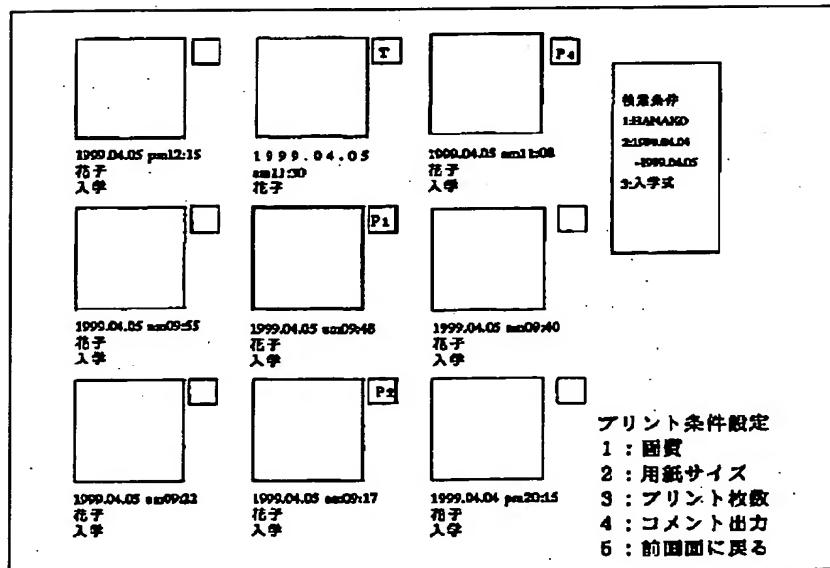 T
P4
1999.04.05 pm12:15
花子
入学
1999.04.05
am11:30
花子
1999.04.05 am11:08
花子
入学
検索条件
1:HANAKO
2:1999.04.04
~1999.04.05
3:入学式
P1
1999.04.05 am09:55
花子
入学
1999.04.05 am09:48
花子
入学
1999.04.05 am09:40
花子
入学
P2
1999.04.05 am09:22
花子
入学
1999.04.05 am09:17
花子
入学
1999.04.04 pm20:15
花子
入学
プリント条件設定
1:画質
2:用紙サイズ
3:プリント枚数
4:コメント出力
5:前画面に戻る